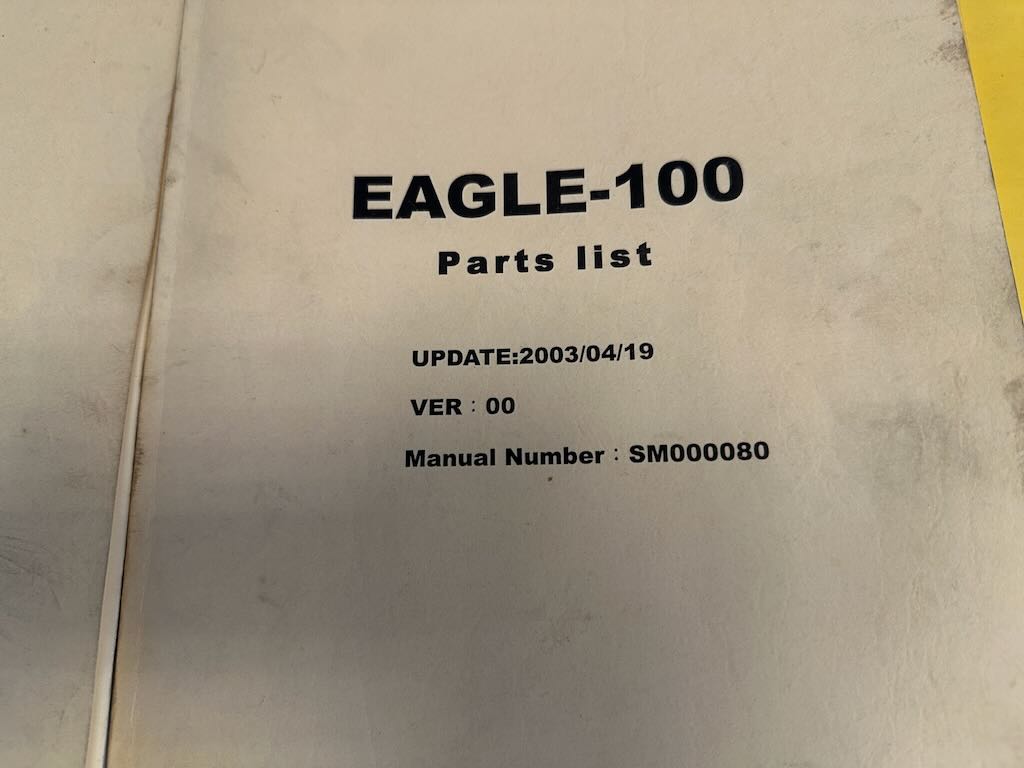 EAGLE-100
Parts list
UPDATE:2003/04/19
VER：00
Manual Number：SM000080